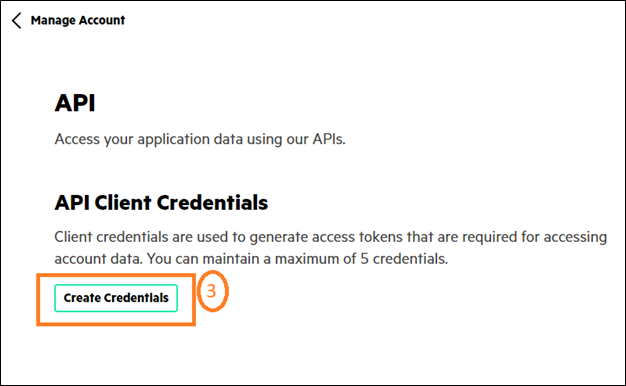 Manage Account
API
Access your application data using our APIs.
API Client Credentials
Client credentials are used to generate access tokens that are required for accessing
account data. You can maintain a maximum of 5 credentials.
Create Credentials
3